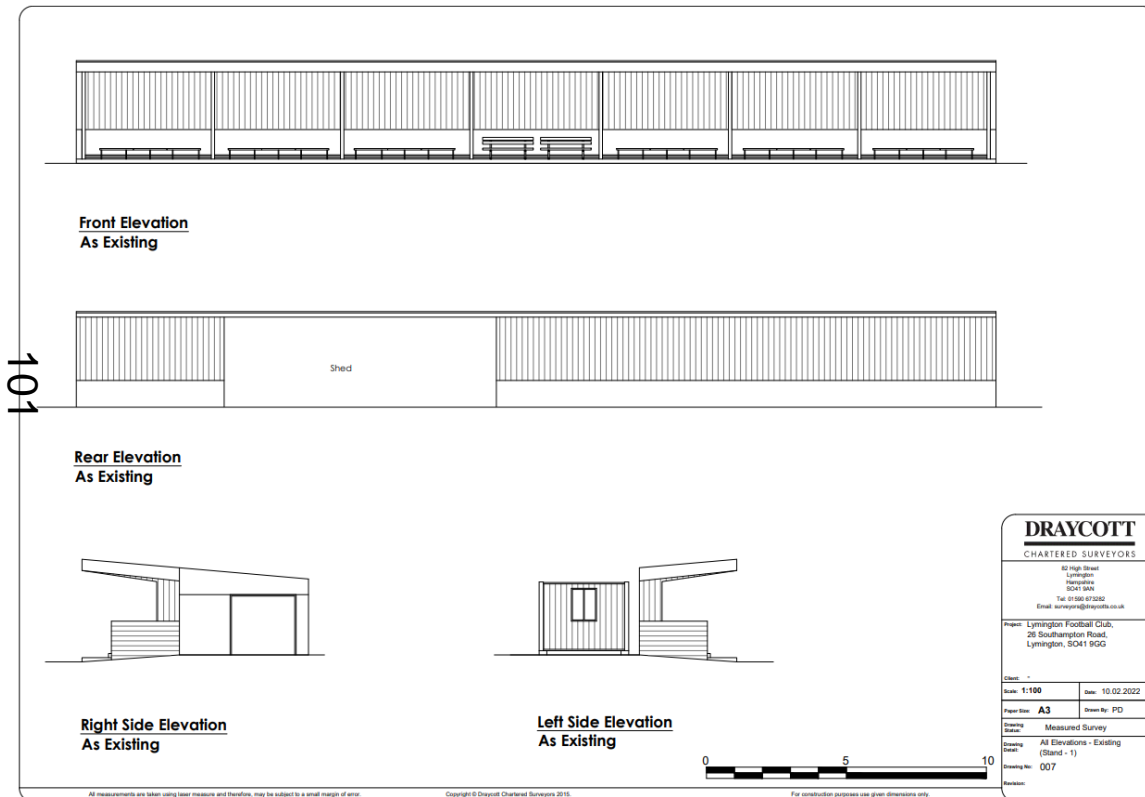 Front Elevation
As Existing
101
Shed
Rear Elevation
As Existing
Right Side Elevation
As Existing
Left Side Elevation
As Existing
0 5 10
DRAYCOTT
CHARTERED SURVEYORS
82 High Street
Lymington
Hampshire
SO41 9AN
Tel: 01590 673282
Email: surveyors@draycotts.co.uk
Project: Lymington Football Club,
26 Southampton Road,
Lymington, SO41 9GG
Client: -
Scale: 1:100 Date: 10.02.2022
Paper Size: A3 Drawn By: PD
Drawing Status: Measured Survey
Drawing Detail: All Elevations - Existing
(Stand - 1)
Drawing No: 007
Revision:
All measurements are taken using laser measure and therefore, may be subject to a small margin of error. Copyright © Draycott Chartered Surveyors 2015. For construction purposes use given dimensions only.